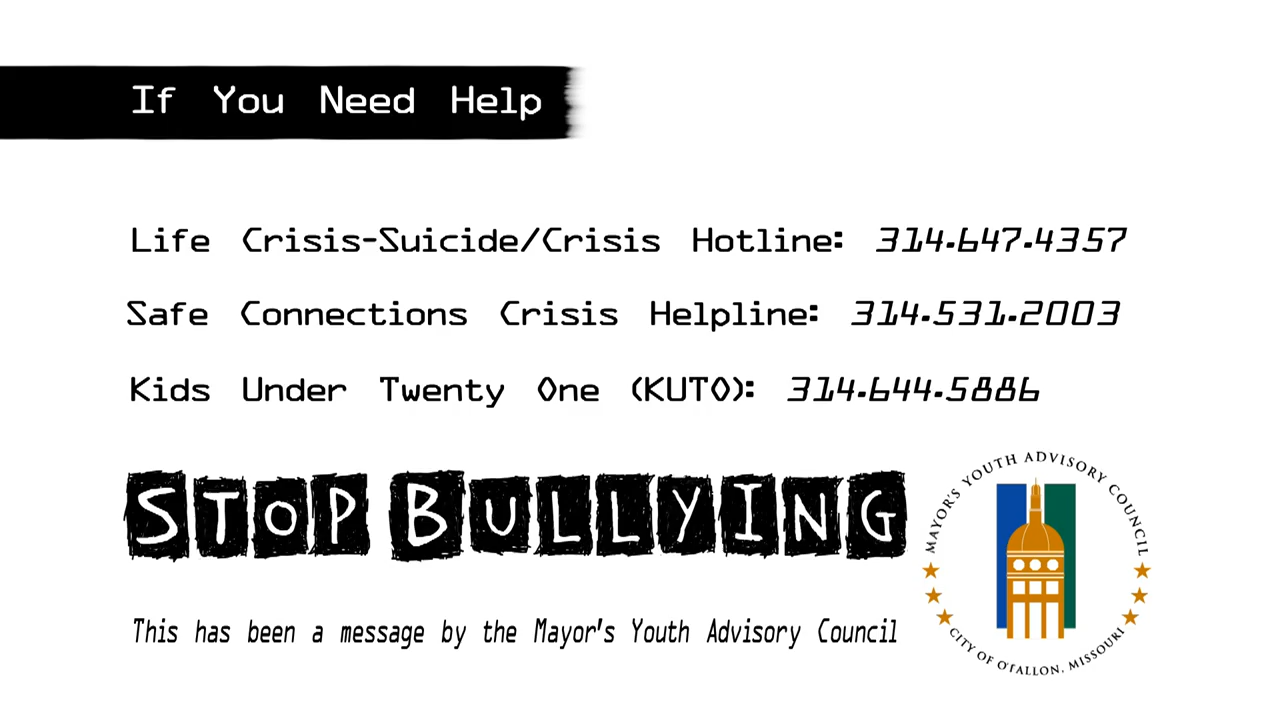 If You Need Help
Life Crisis-Suicide/Crisis Hotline: 314.647.4357
Safe Connections Crisis Helpline: 314.531.2003
Kids Under Twenty One (KUTO): 314.644.5886
STOP BULLYING
This has been a message by the Mayor's Youth Advisory Council
MAYOR'S YOUTH ADVISORY COUNCIL
CITY OF O'FALLON, MISSOURI